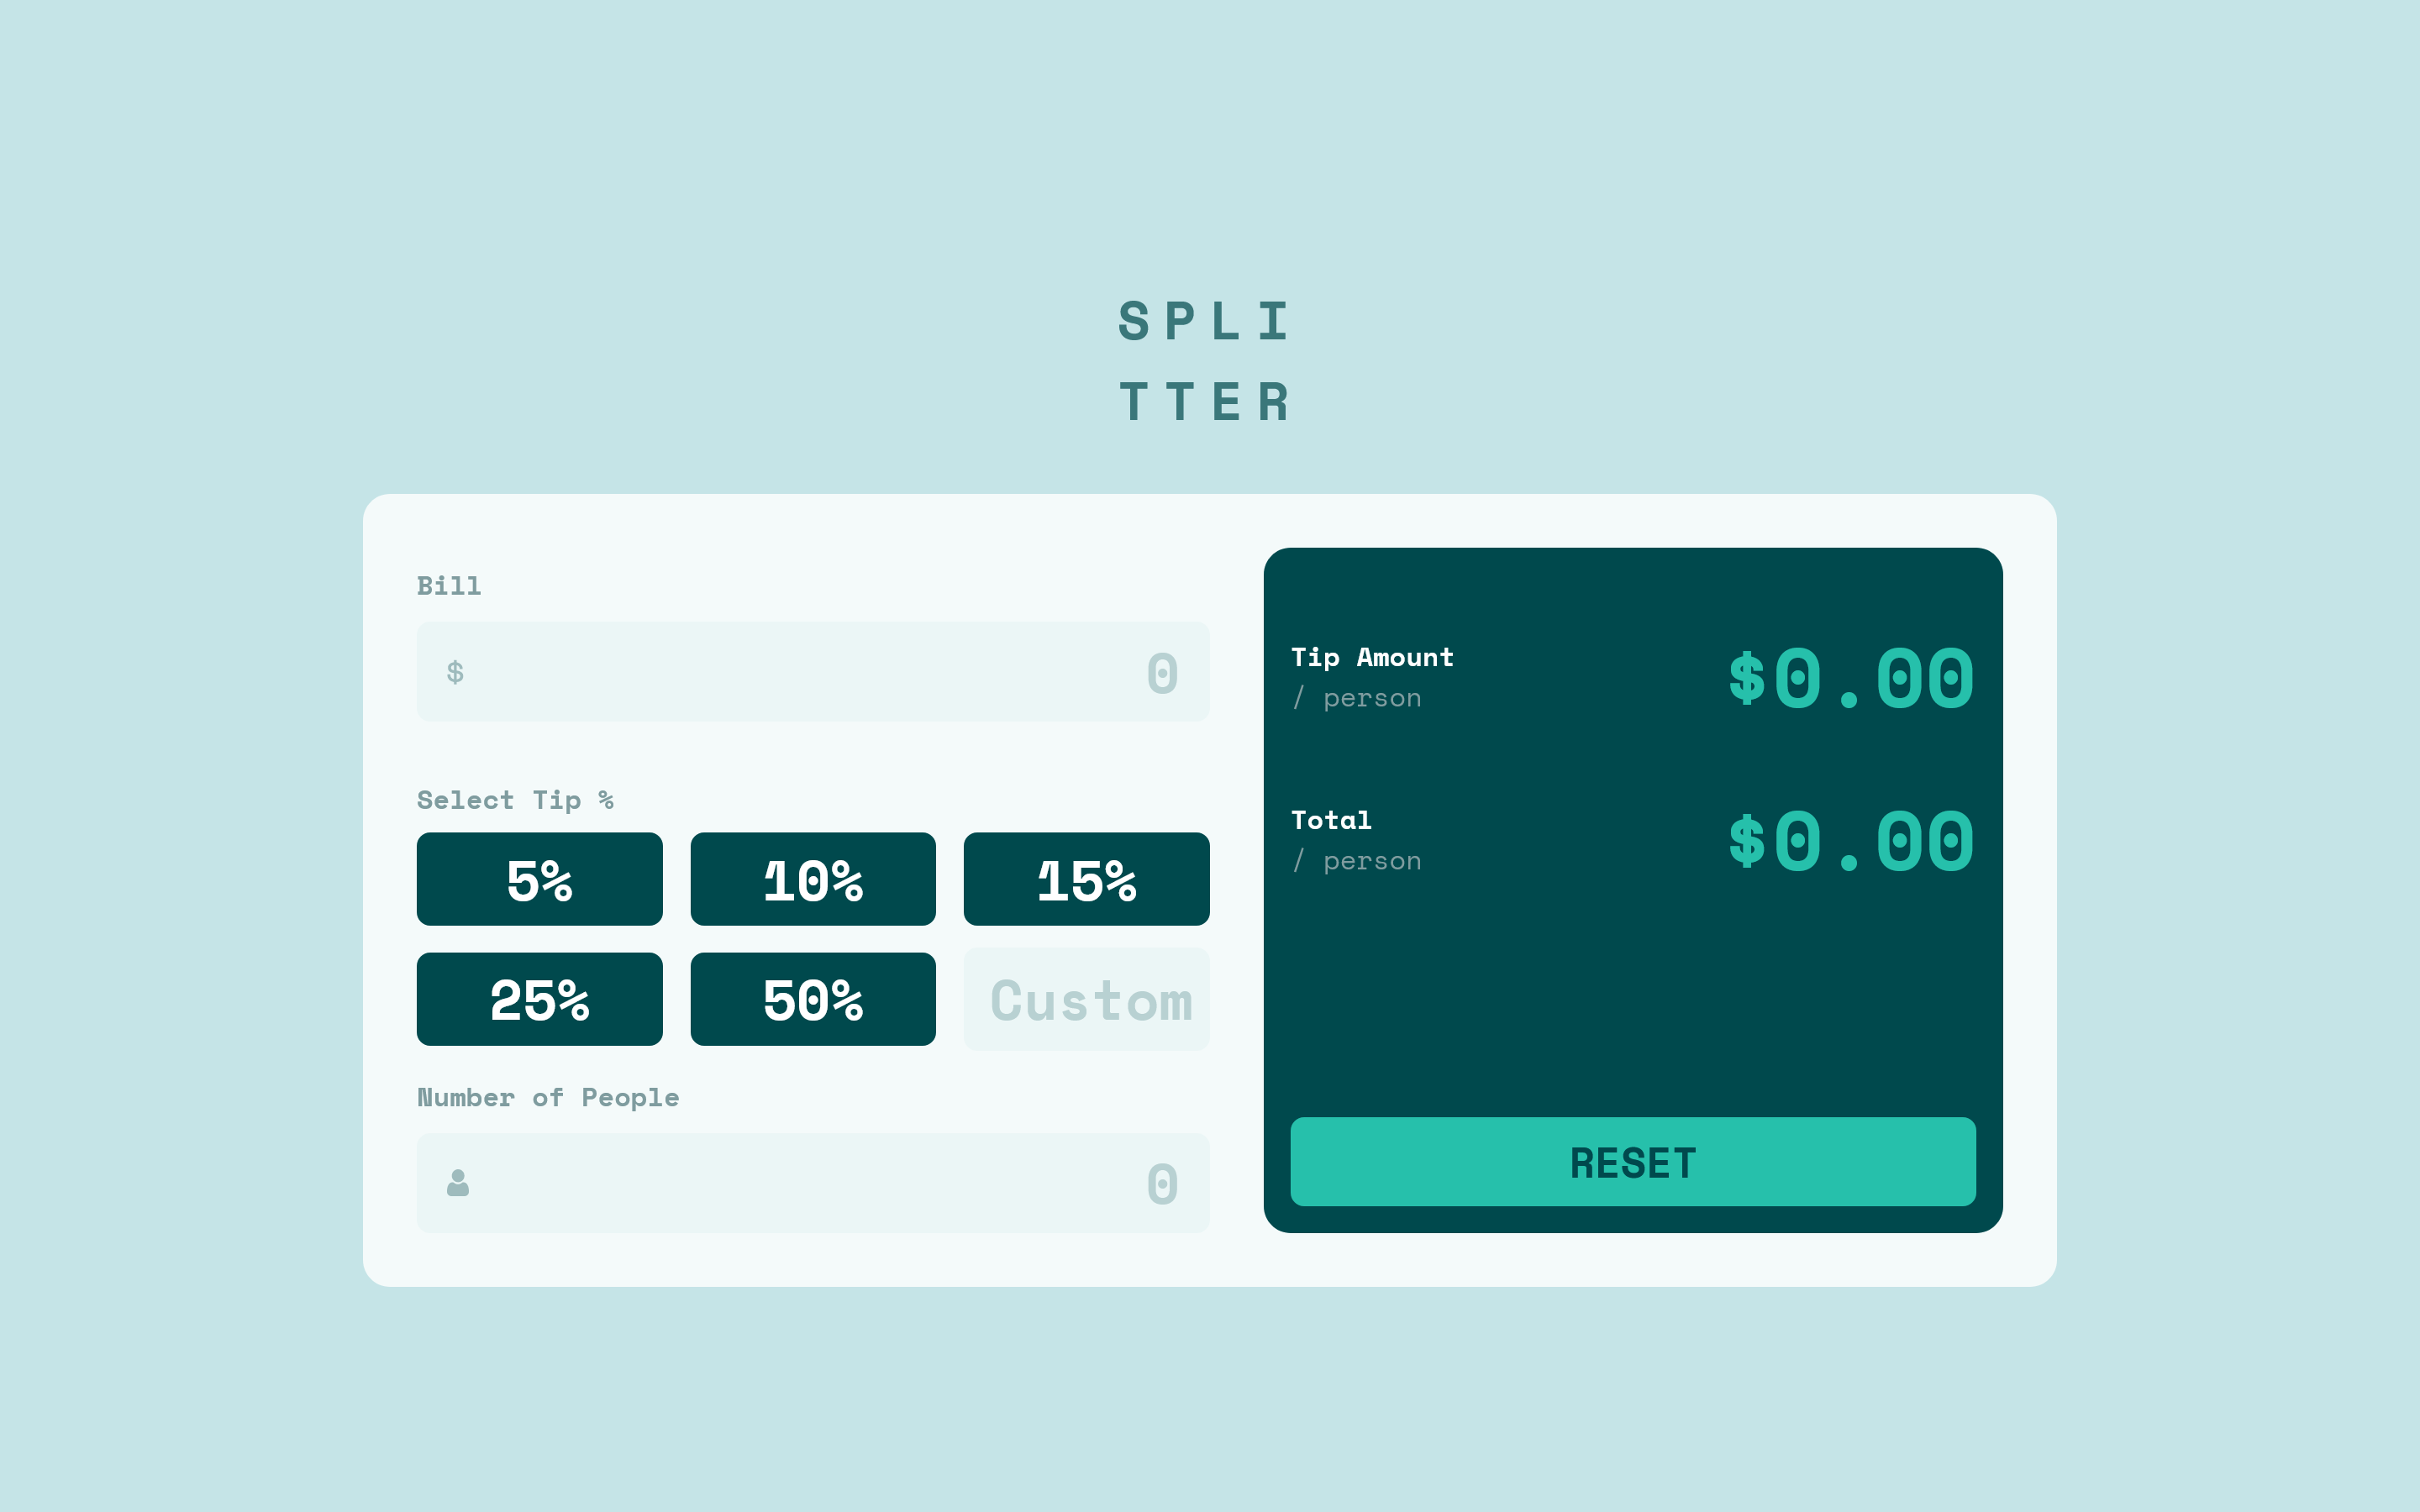 SPLI
TTER
Bill
$ 0
Select Tip %
5% 10% 15%
25% 50% Custom
Number of People
0
Tip Amount
/ person
$0.00
Total
/ person
$0.00
RESET